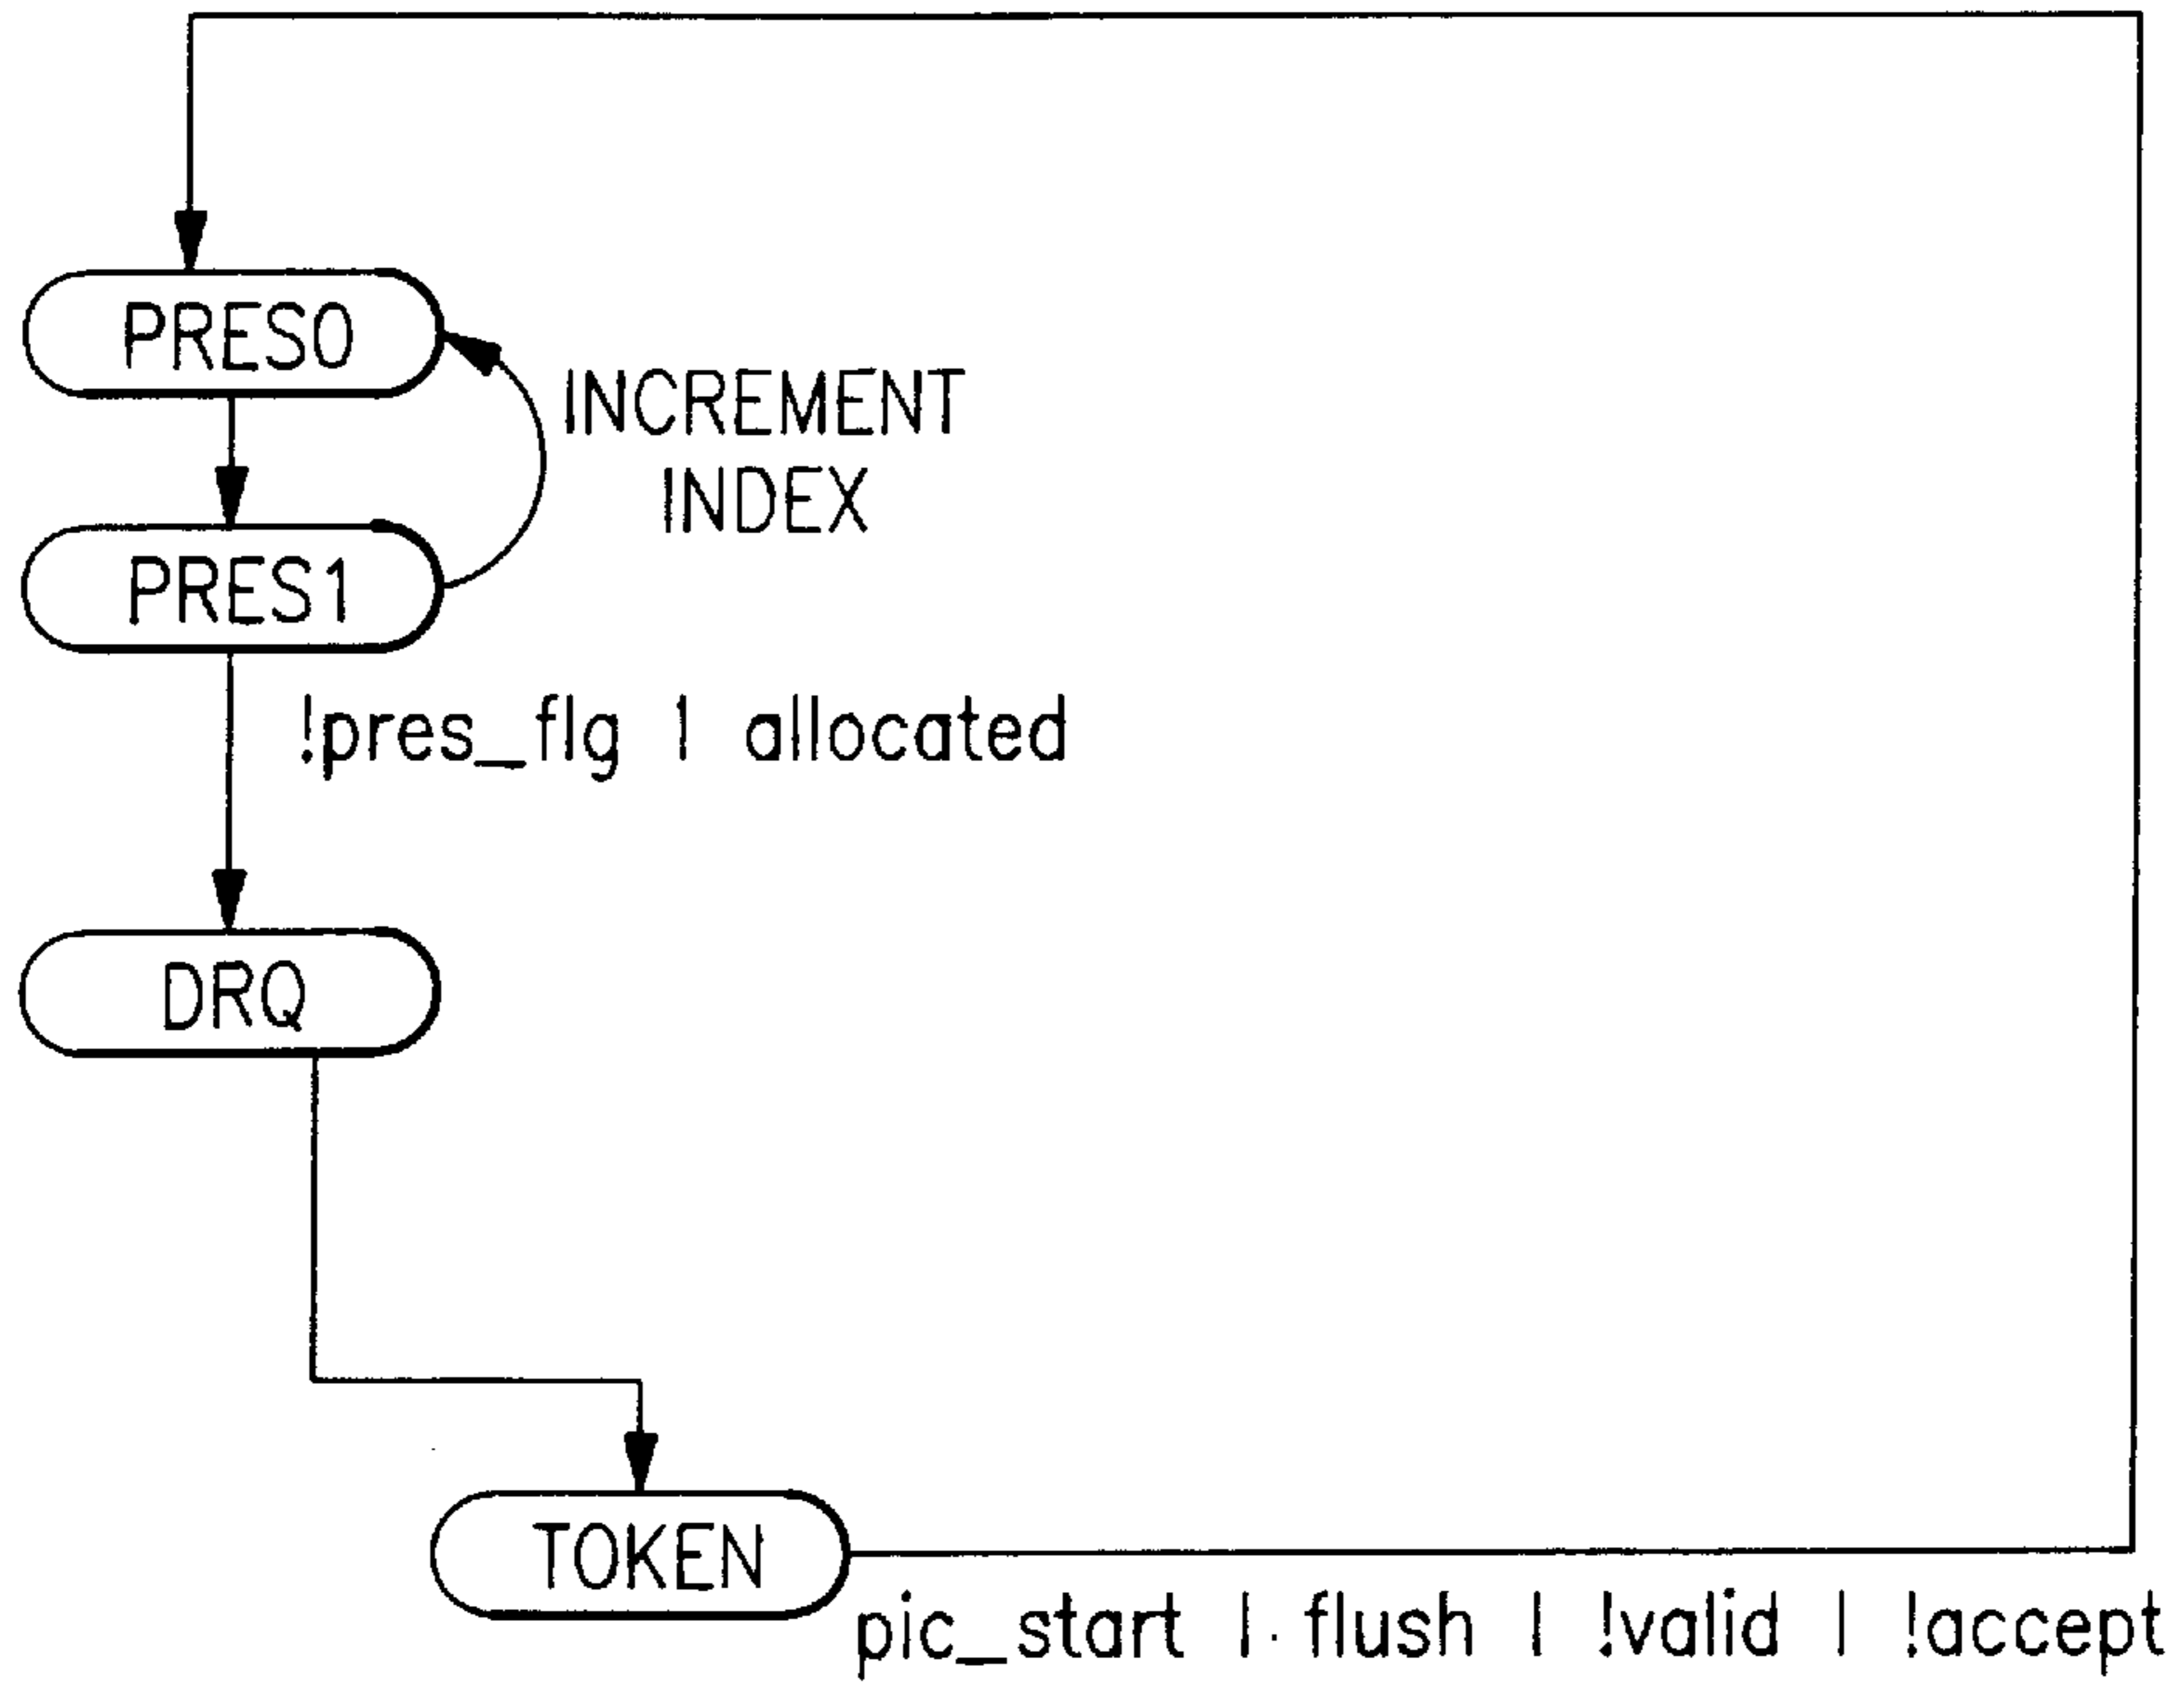 PRES0
INCREMENT
INDEX
PRES1
!pres_flg | allocated
DRQ
TOKEN
pic_start | flush | !valid | !accept